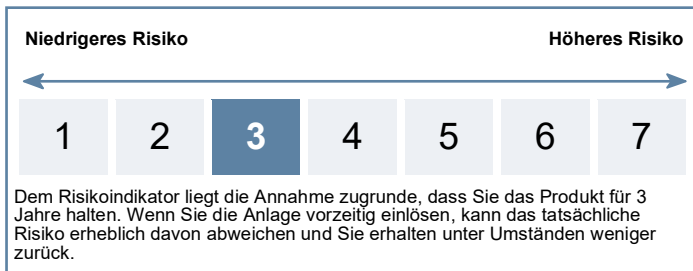 Niedrigeres Risiko Höheres Risiko
1 2 3 4 5 6 7
Dem Risikoindikator liegt die Annahme zugrunde, dass Sie das Produkt für 3
Jahre halten. Wenn Sie die Anlage vorzeitig einlösen, kann das tatsächliche
Risiko erheblich davon abweichen und Sie erhalten unter Umständen weniger
zurück.